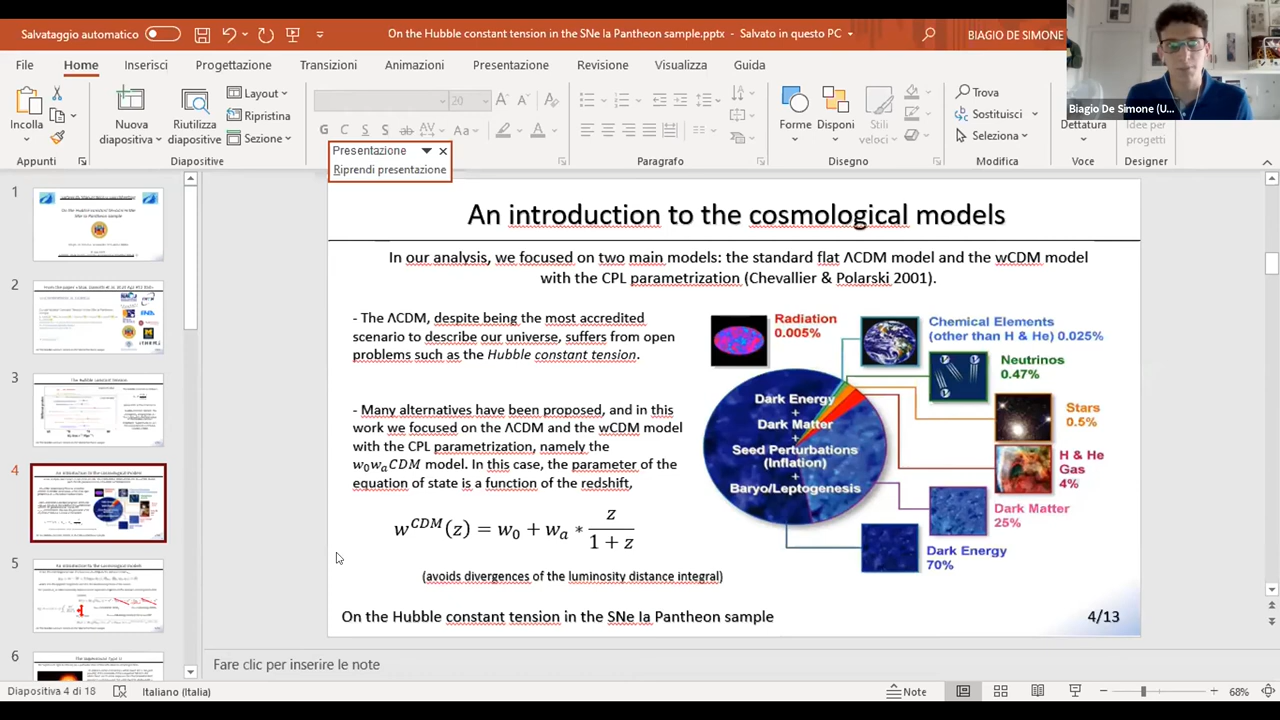 Salvataggio automatico
On the Hubble constant tension in the SNe Ia Pantheon sample.pptx - Salvato in questo PC
BIAGIO DE SIMONE
Biagio De Simone (U...
File
Home
Inserisci
Progettazione
Transizioni
Animazioni
Presentazione
Revisione
Visualizza
Guida
Incolla
Appunti
Nuova diapositiva
Riutilizza diapositiva
Layout
Ripristina
Sezione
Diapositive
20
Aa
Paragrafo
Forme
Disponi
Stili veloci
Disegno
Trova
Sostituisci
Seleziona
Modifica
Dettatura
Voce
Idee per progetti
Designer
Presentazione
Riprendi presentazione
1
2
3
4
5
6
An introduction to the cosmological models
In our analysis, we focused on two main models: the standard flat ΛCDM model and the wCDM model
with the CPL parametrization (Chevallier & Polarski 2001).
- The ΛCDM, despite being the most accredited
scenario to describe our universe, suffers from open
problems such as the Hubble constant tension.
- Many alternatives have been proposed, and in this
work we focused on the ΛCDM and the wCDM model
with the CPL parametrization, namely the
w₀wₐCDM model. In this case, the parameter of the
equation of state is a function of the redshift,
w^CDM(z) = w₀ + wₐ * z/(1 + z)
(avoids divergences of the luminosity distance integral)
Radiation
0.005%
Chemical Elements
(other than H & He) 0.025%
Neutrinos
0.47%
Stars
0.5%
H & He
Gas
4%
Dark Matter
25%
Dark Energy
70%
Dark Energy
+
Dark Matter
+
Seed Perturbations
(Inflation)
On the Hubble constant tension in the SNe Ia Pantheon sample
4/13
Fare clic per inserire le note
Diapositiva 4 di 18
Italiano (Italia)
Note
68%